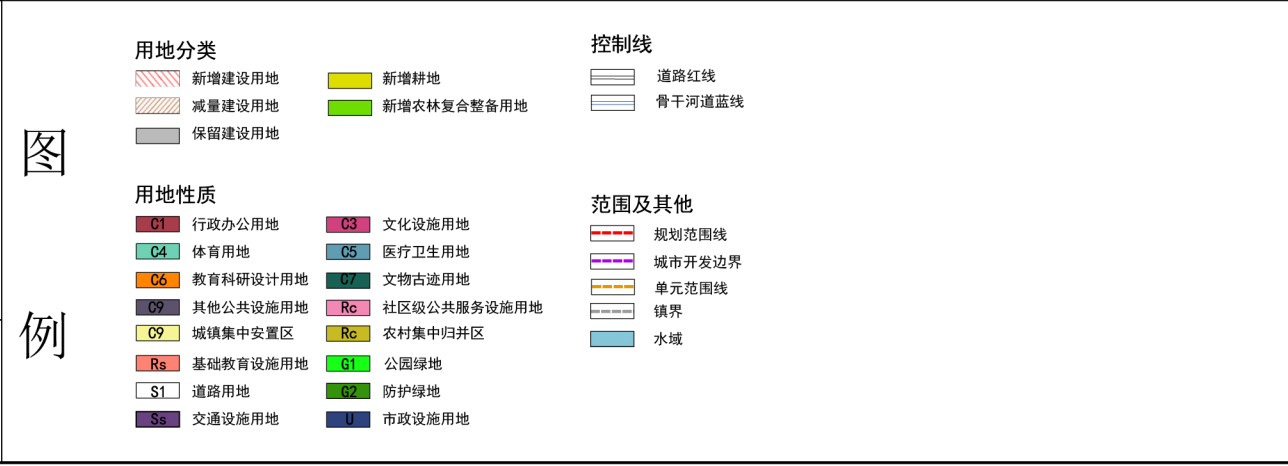 图例
用地分类
新增建设用地
新增耕地
减量建设用地
新增农林复合整备用地
保留建设用地
用地性质
C1 行政办公用地
C3 文化设施用地
C4 体育用地
C5 医疗卫生用地
C6 教育科研设计用地
C7 文物古迹用地
C9 其他公共设施用地
Rc 社区级公共服务设施用地
C9 城镇集中安置区
Rc 农村集中归并区
Rs 基础教育设施用地
G1 公园绿地
S1 道路用地
G2 防护绿地
Ss 交通设施用地
U 市政设施用地
控制线
道路红线
骨干河道蓝线
范围及其他
规划范围线
城市开发边界
单元范围线
镇界
水域